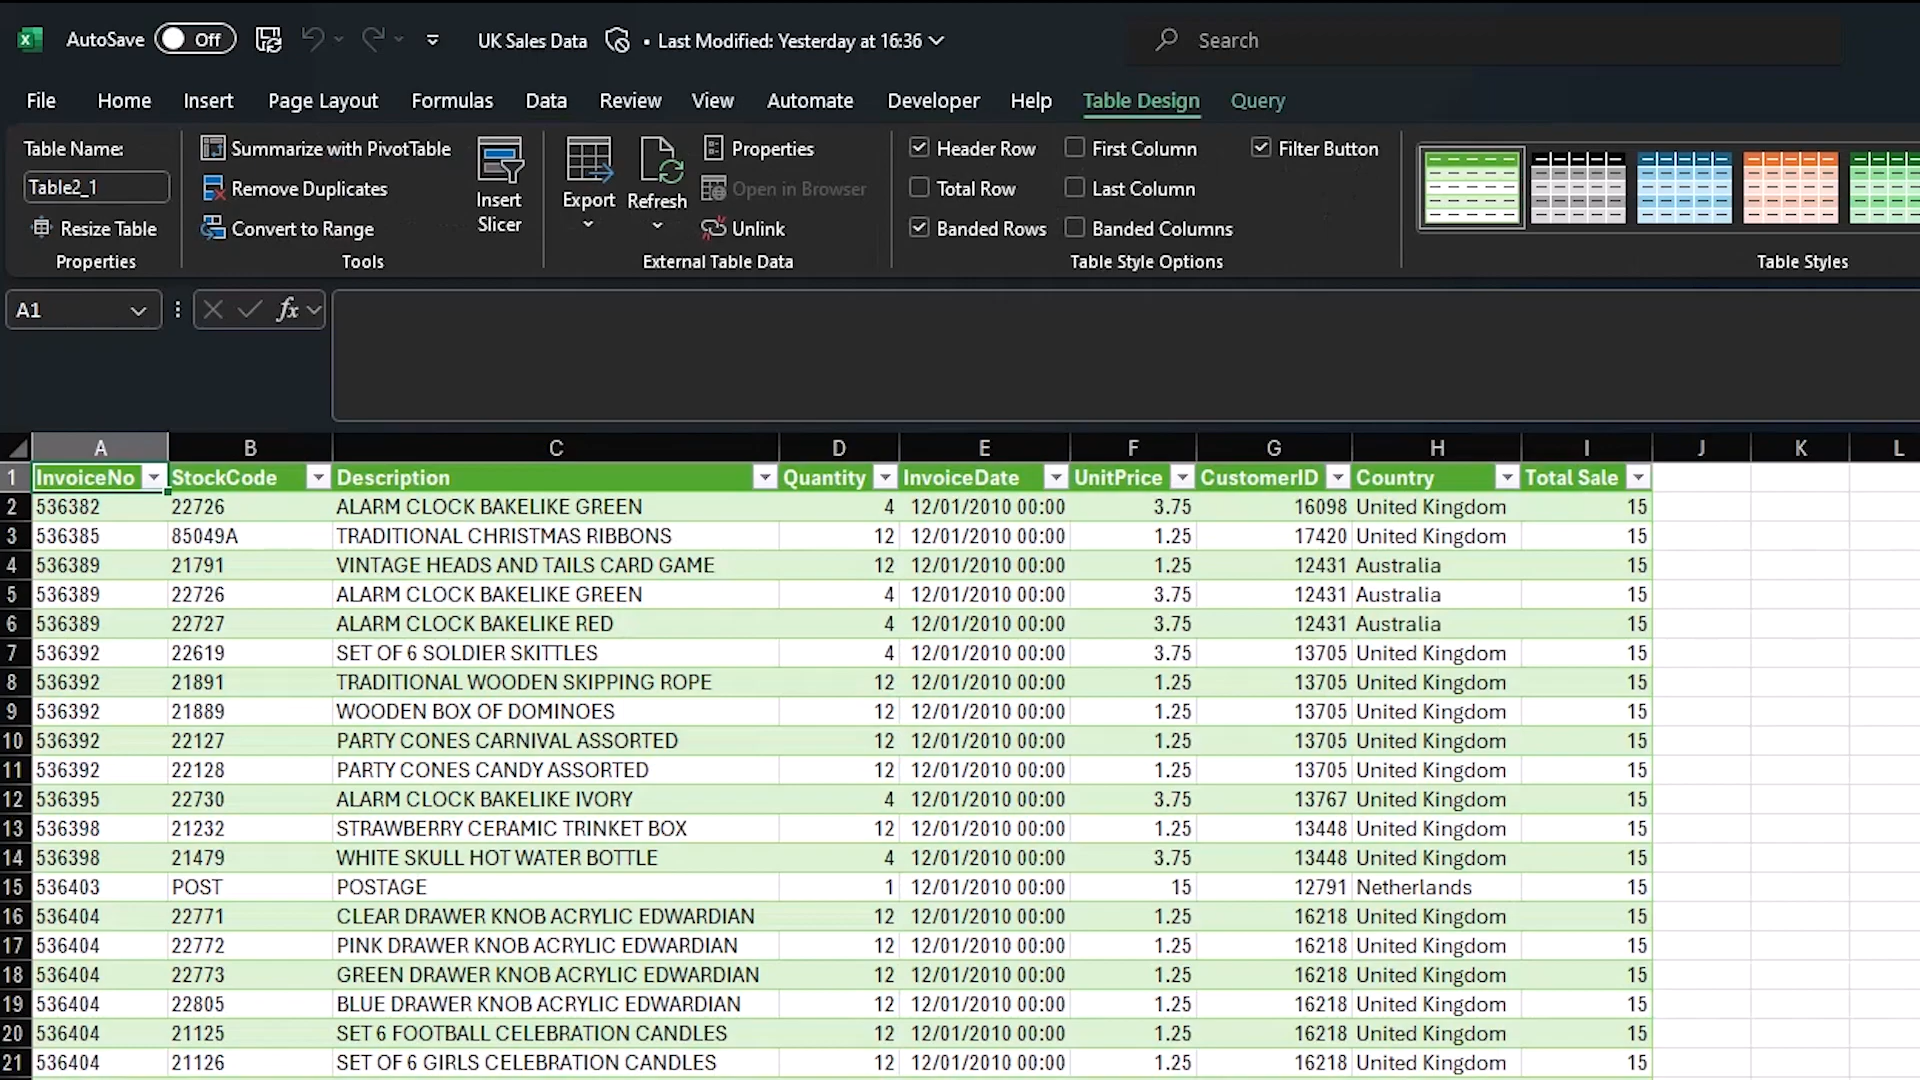 AutoSave Off UK Sales Data • Last Modified: Yesterday at 16:36 Search
File Home Insert Page Layout Formulas Data Review View Automate Developer Help Table Design Query
Table Name:
Table2_1
Resize Table
Properties
Summarize with PivotTable
Remove Duplicates
Convert to Range
Tools
Insert
Slicer
Export
Refresh
Properties
Open in Browser
Unlink
External Table Data
Header Row
Total Row
Banded Rows
First Column
Last Column
Banded Columns
Filter Button
Table Style Options
Table Styles
A1 fx
A B C D E F G H I J K L
1 InvoiceNo StockCode Description Quantity InvoiceDate UnitPrice CustomerID Country Total Sale
2 536382 22726 ALARM CLOCK BAKELIKE GREEN 4 12/01/2010 00:00 3.75 16098 United Kingdom 15
3 536385 85049A TRADITIONAL CHRISTMAS RIBBONS 12 12/01/2010 00:00 1.25 17420 United Kingdom 15
4 536389 21791 VINTAGE HEADS AND TAILS CARD GAME 12 12/01/2010 00:00 1.25 12431 Australia 15
5 536389 22726 ALARM CLOCK BAKELIKE GREEN 4 12/01/2010 00:00 3.75 12431 Australia 15
6 536389 22727 ALARM CLOCK BAKELIKE RED 4 12/01/2010 00:00 3.75 12431 Australia 15
7 536392 22619 SET OF 6 SOLDIER SKITTLES 4 12/01/2010 00:00 3.75 13705 United Kingdom 15
8 536392 21891 TRADITIONAL WOODEN SKIPPING ROPE 12 12/01/2010 00:00 1.25 13705 United Kingdom 15
9 536392 21889 WOODEN BOX OF DOMINOES 12 12/01/2010 00:00 1.25 13705 United Kingdom 15
10 536392 22127 PARTY CONES CARNIVAL ASSORTED 12 12/01/2010 00:00 1.25 13705 United Kingdom 15
11 536392 22128 PARTY CONES CANDY ASSORTED 12 12/01/2010 00:00 1.25 13705 United Kingdom 15
12 536395 22730 ALARM CLOCK BAKELIKE IVORY 4 12/01/2010 00:00 3.75 13767 United Kingdom 15
13 536398 21232 STRAWBERRY CERAMIC TRINKET BOX 12 12/01/2010 00:00 1.25 13448 United Kingdom 15
14 536398 21479 WHITE SKULL HOT WATER BOTTLE 4 12/01/2010 00:00 3.75 13448 United Kingdom 15
15 536403 POST POSTAGE 1 12/01/2010 00:00 15 12791 Netherlands 15
16 536404 22771 CLEAR DRAWER KNOB ACRYLIC EDWARDIAN 12 12/01/2010 00:00 1.25 16218 United Kingdom 15
17 536404 22772 PINK DRAWER KNOB ACRYLIC EDWARDIAN 12 12/01/2010 00:00 1.25 16218 United Kingdom 15
18 536404 22773 GREEN DRAWER KNOB ACRYLIC EDWARDIAN 12 12/01/2010 00:00 1.25 16218 United Kingdom 15
19 536404 22805 BLUE DRAWER KNOB ACRYLIC EDWARDIAN 12 12/01/2010 00:00 1.25 16218 United Kingdom 15
20 536404 21125 SET 6 FOOTBALL CELEBRATION CANDLES 12 12/01/2010 00:00 1.25 16218 United Kingdom 15
21 536404 21126 SET OF 6 GIRLS CELEBRATION CANDLES 12 12/01/2010 00:00 1.25 16218 United Kingdom 15